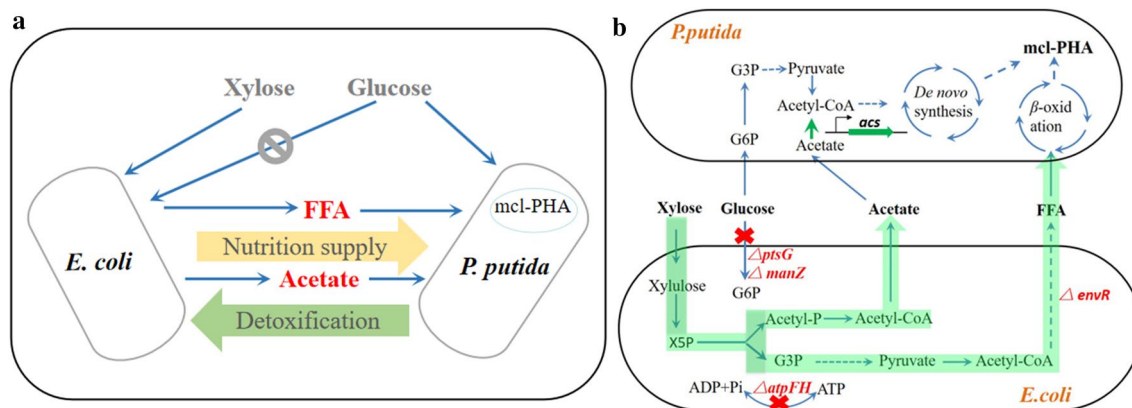 a
Xylose
Glucose
FFA
mcl-PHA
Nutrition supply
E. coli
P. putida
Acetate
Detoxification
b
P.putida
mcl-PHA
G3P
Pyruvate
De novo
synthesis
β-oxid
ation
Acetyl-CoA
acs
G6P
Acetate
Xylose
Glucose
Acetate
FFA
△ptsG
△ manZ
Xylulose
G6P
△ envR
Acetyl-P
Acetyl-CoA
X5P
G3P
Pyruvate
Acetyl-CoA
△atpFH
ADP+Pi
ATP
E.coli